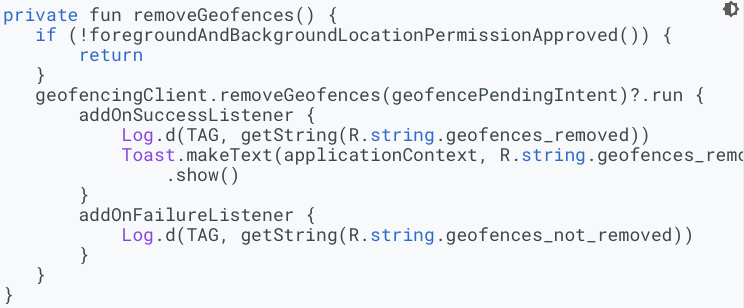 private fun removeGeofences() {
if (!foregroundAndBackgroundLocationPermissionApproved()) {
return
}
geofencingClient.removeGeofences(geofencePendingIntent)?.run {
addOnSuccessListener {
Log.d(TAG, getString(R.string.geofences_removed))
Toast.makeText(applicationContext, R.string.geofences_remo
.show()
}
addOnFailureListener {
Log.d(TAG, getString(R.string.geofences_not_removed))
}
}
}